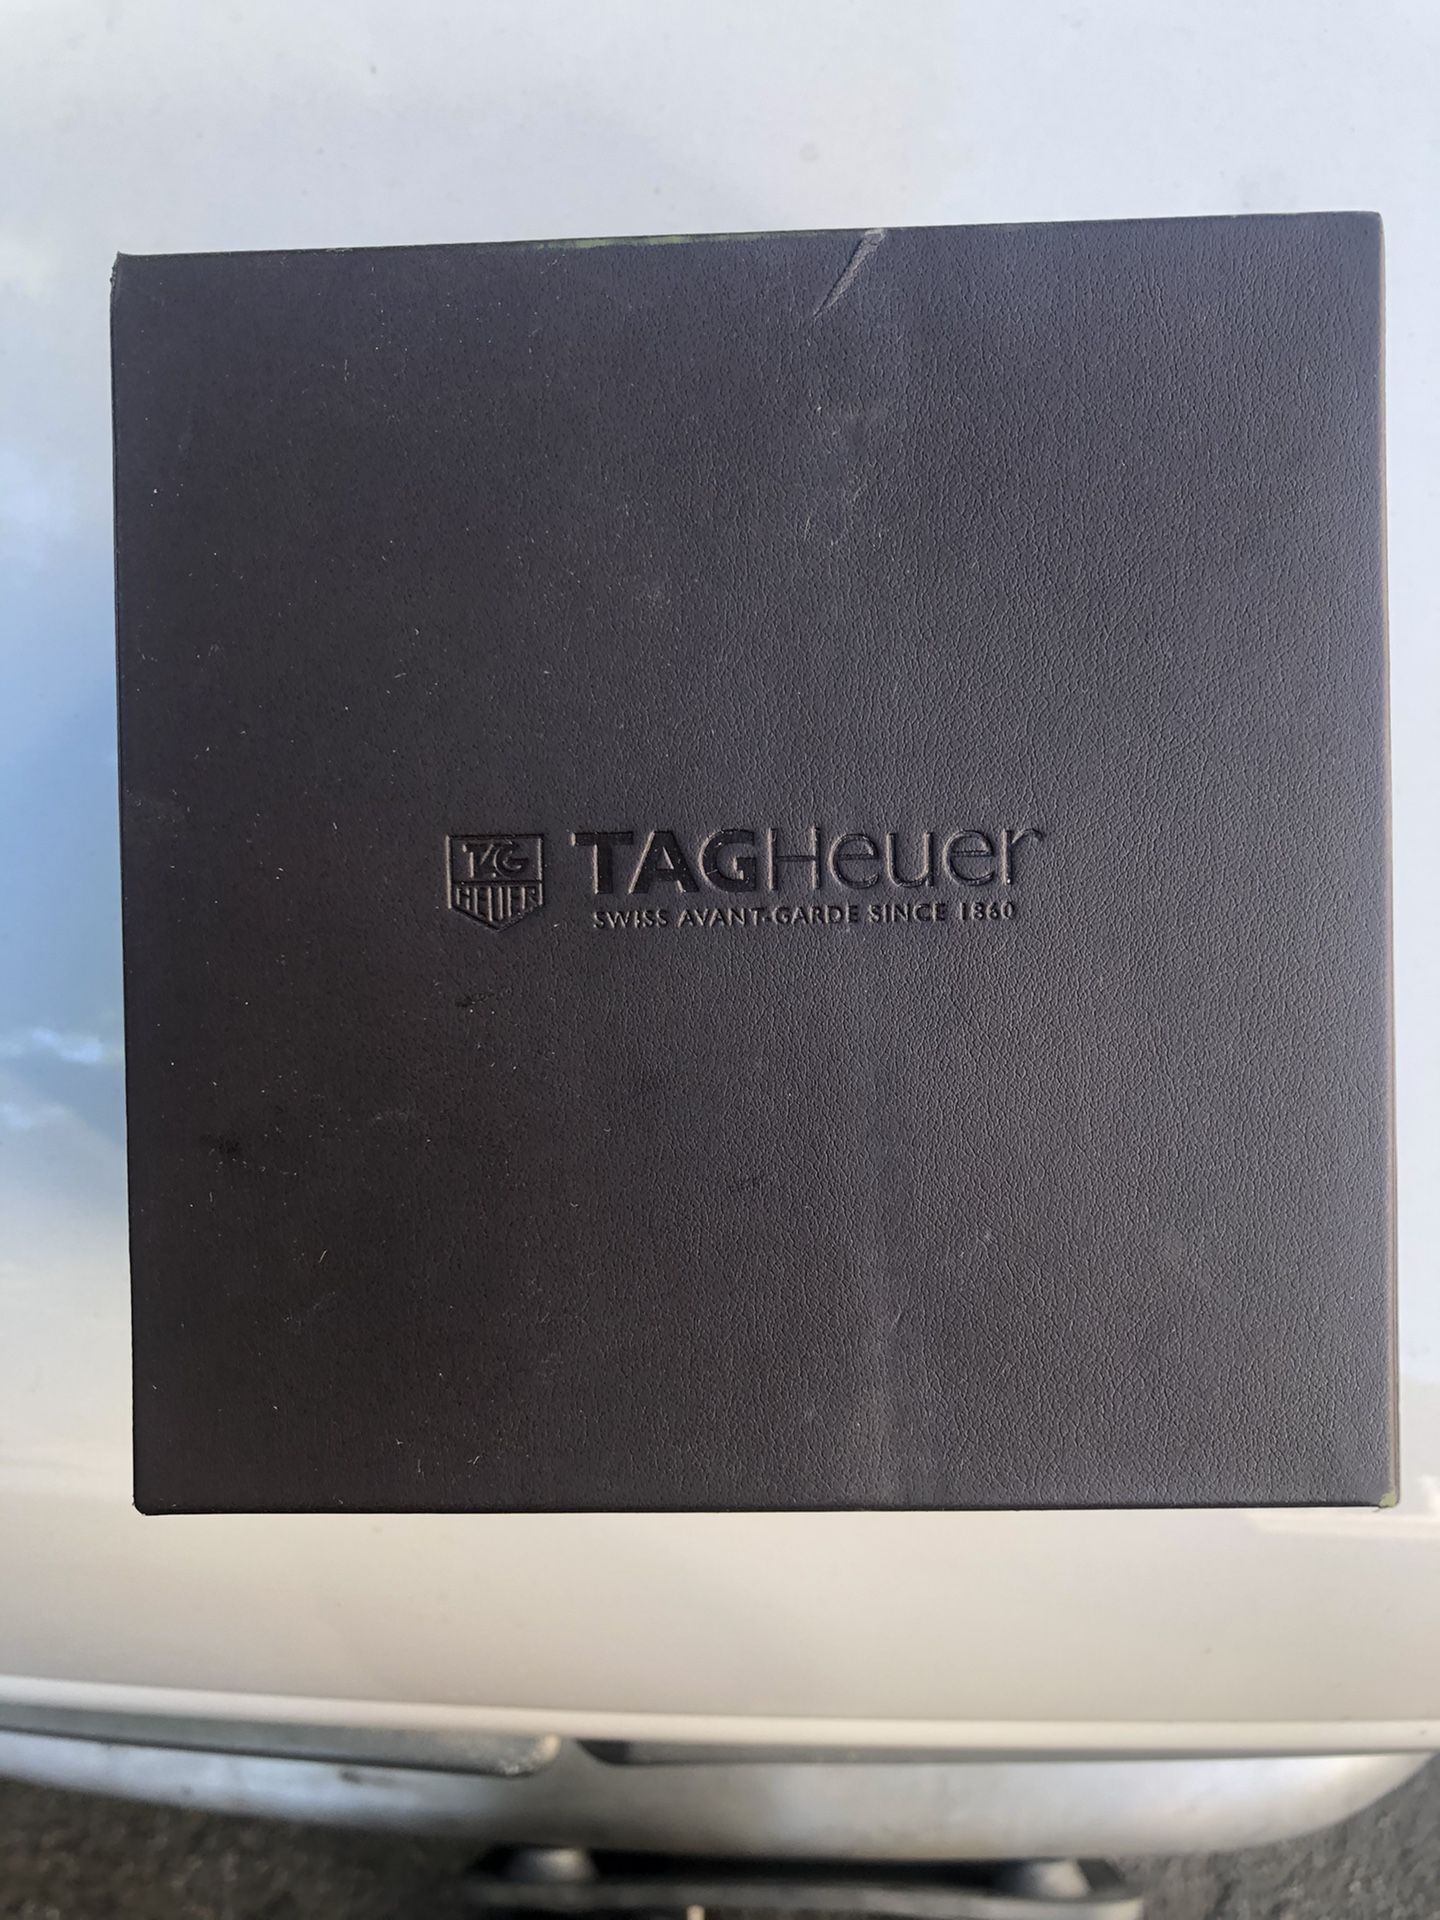 TAG
HEUER
TAGHeuer
SWISS AVANT-GARDE SINCE 1860